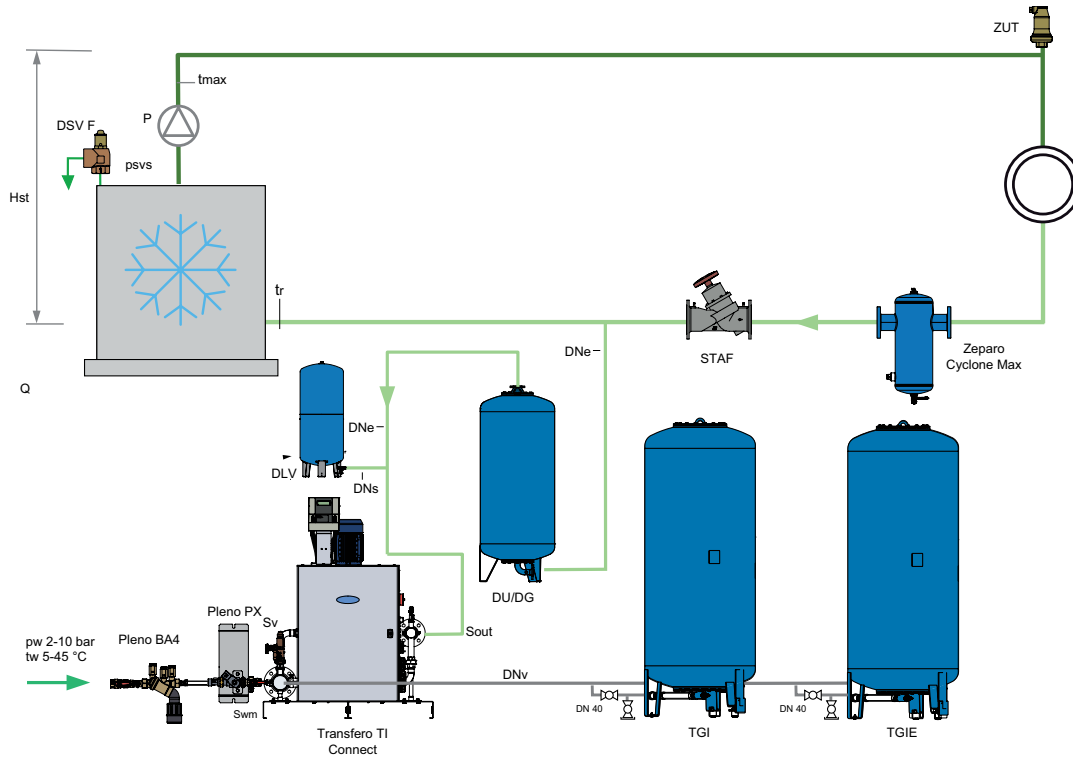 ZUT
tmax
P
DSV F
psvs
Hst
tr
STAF
Zeparo
Cyclone Max
DNe
Q
DNe
DLV
DNs
DU/DG
Pleno PX
Sv
Sout
Pleno BA4
pw 2-10 bar
tw 5-45 °C
DNv
DN 40
DN 40
Swm
Transfero TI
Connect
TGI
TGIE